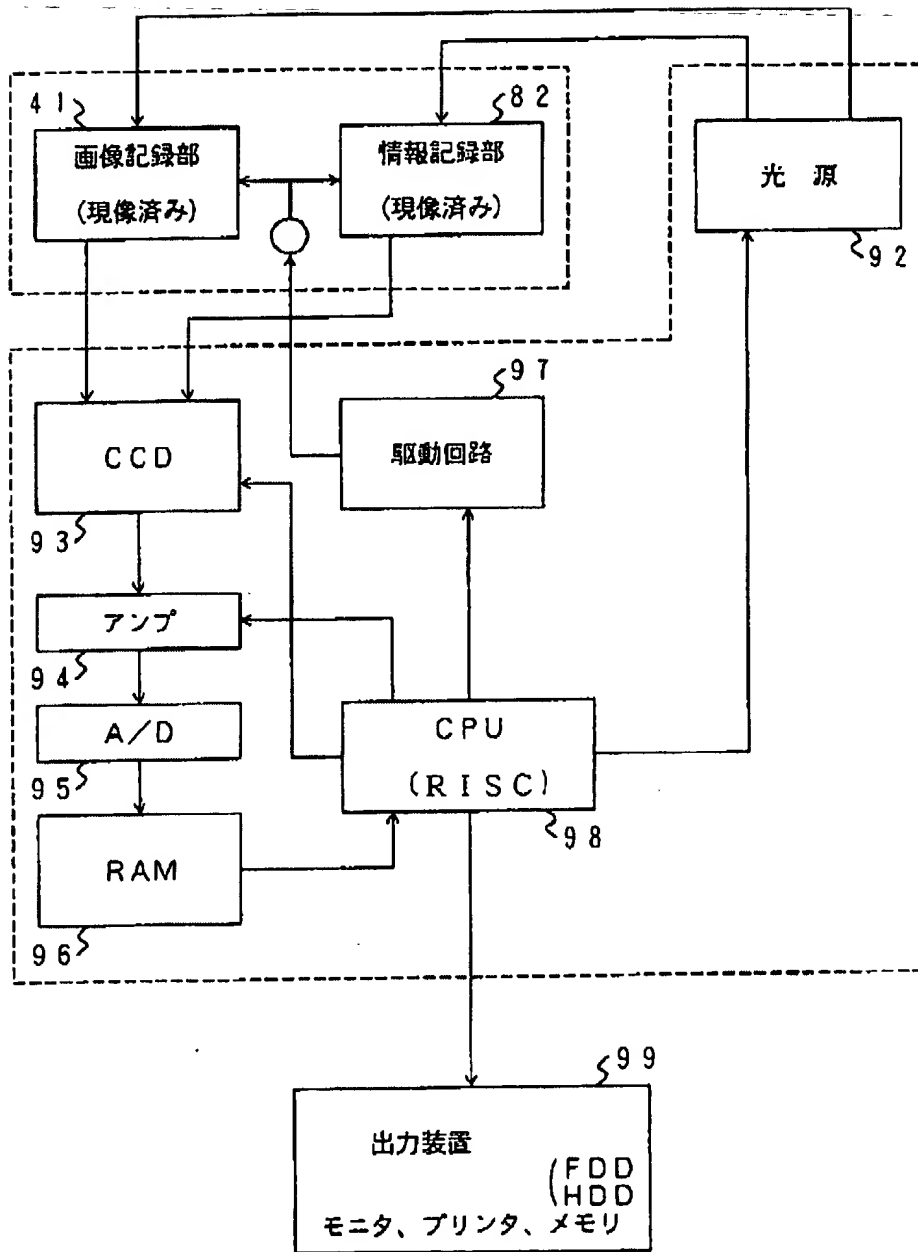 41
82
画像記録部
(現像済み)
情報記録部
(現像済み)
光 源
92
97
CCD
駆動回路
93
アンプ
94
A/D
CPU
(RISC)
95
98
RAM
96
99
出力装置
(FDD
HDD
モニタ、プリンタ、メモリ